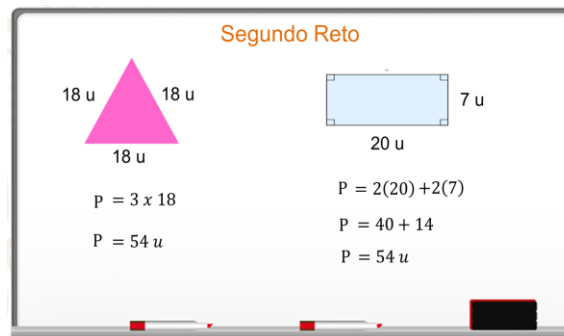 Segundo Reto
18 u
18 u
18 u
P = 3 x 18
P = 54 u
7 u
20 u
P = 2(20) +2(7)
P = 40 + 14
P = 54 u